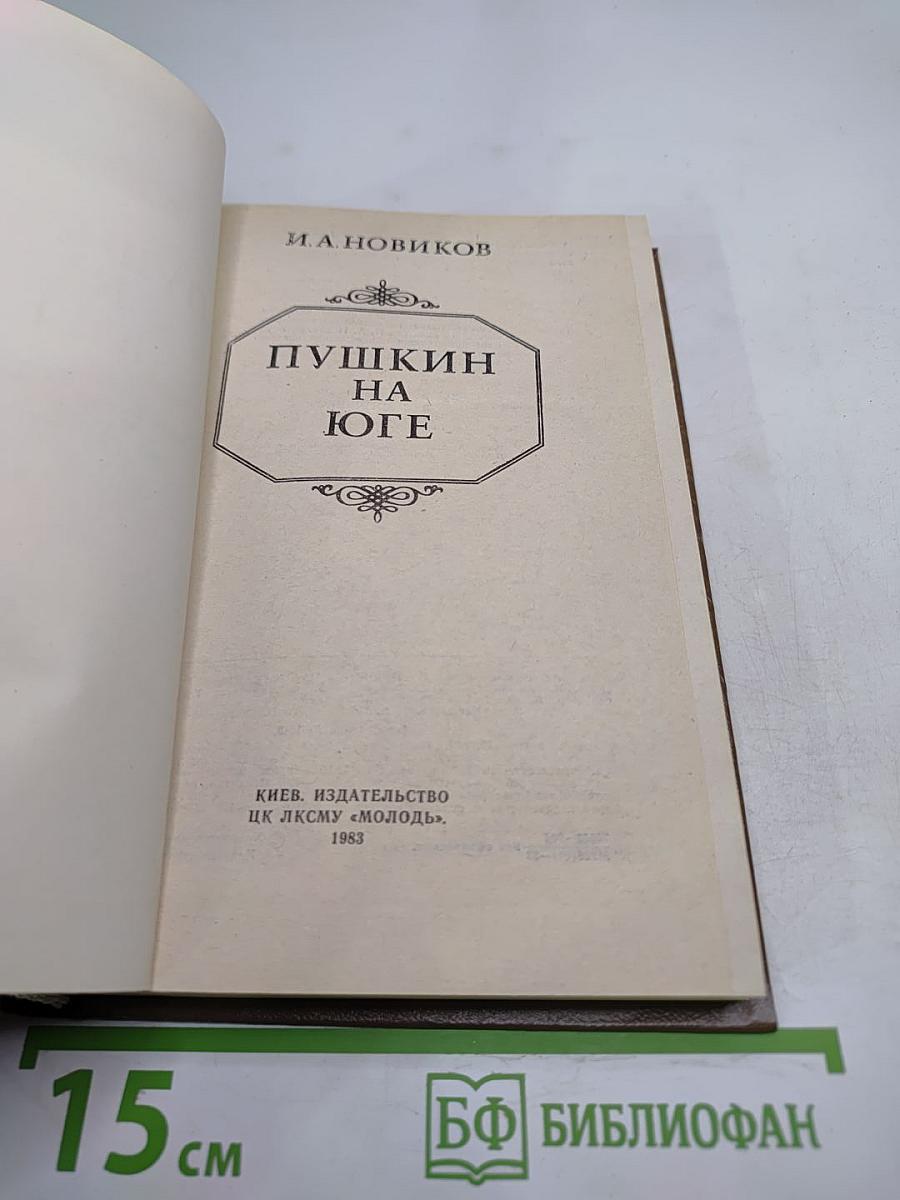 И.А.НОВИКОВ
ПУШКИН
НА
ЮГЕ
КИЕВ. ИЗДАТЕЛЬСТВО
ЦК ЛКСМУ «МОЛОДЬ».
1983
15 см
БФ БИБЛИОФАН